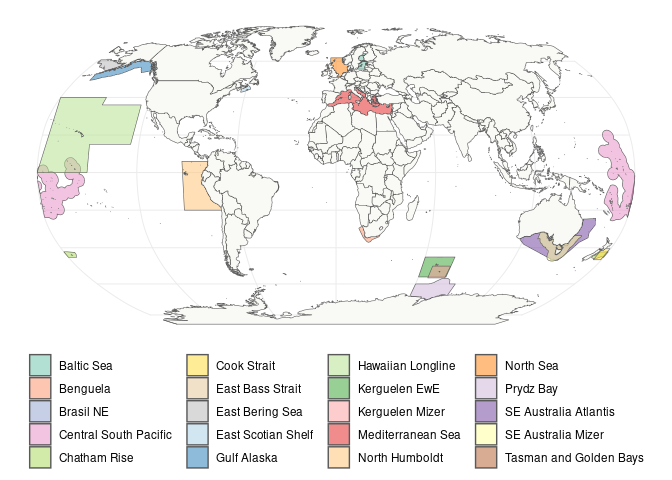 Baltic Sea
Benguela
Brasil NE
Central South Pacific
Chatham Rise
Cook Strait
East Bass Strait
East Bering Sea
East Scotian Shelf
Gulf Alaska
Hawaiian Longline
Kerguelen EwE
Kerguelen Mizer
Mediterranean Sea
North Humboldt
North Sea
Prydz Bay
SE Australia Atlantis
SE Australia Mizer
Tasman and Golden Bays